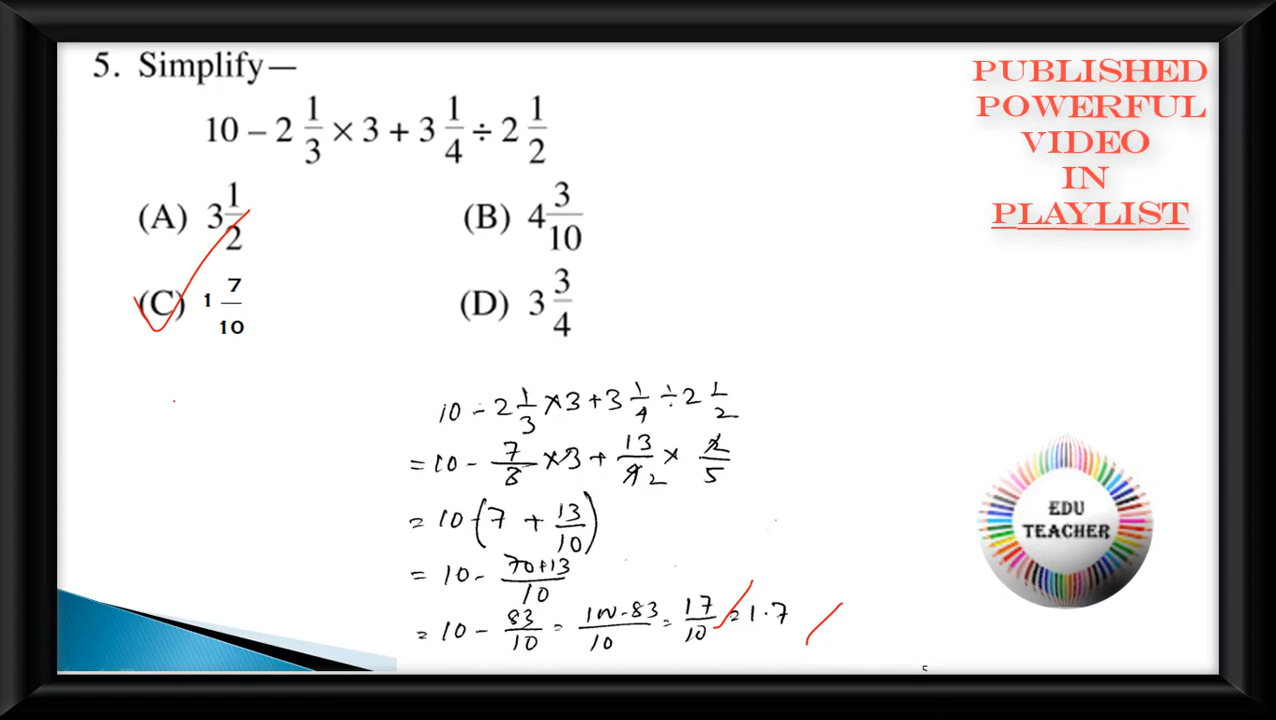 5. Simplify—
10 – 2 1/3 × 3 + 3 1/4 ÷ 2 1/2
(A) 3 1/2 (B) 4 3/10
(C) 1 7/10 (D) 3 3/4
PUBLISHED
POWERFUL
VIDEO
IN
PLAYLIST
10 - 2 1/3 × 3 + 3 1/4 ÷ 2 1/2
= 10 - 7/3 × 3 + 13/4 2 × 2/5
= 10 - (7 + 13/10)
= 10 - 70+13/10
= 10 - 83/10 = 100-83/10 = 17/10 = 1.7
EDU
TEACHER
5